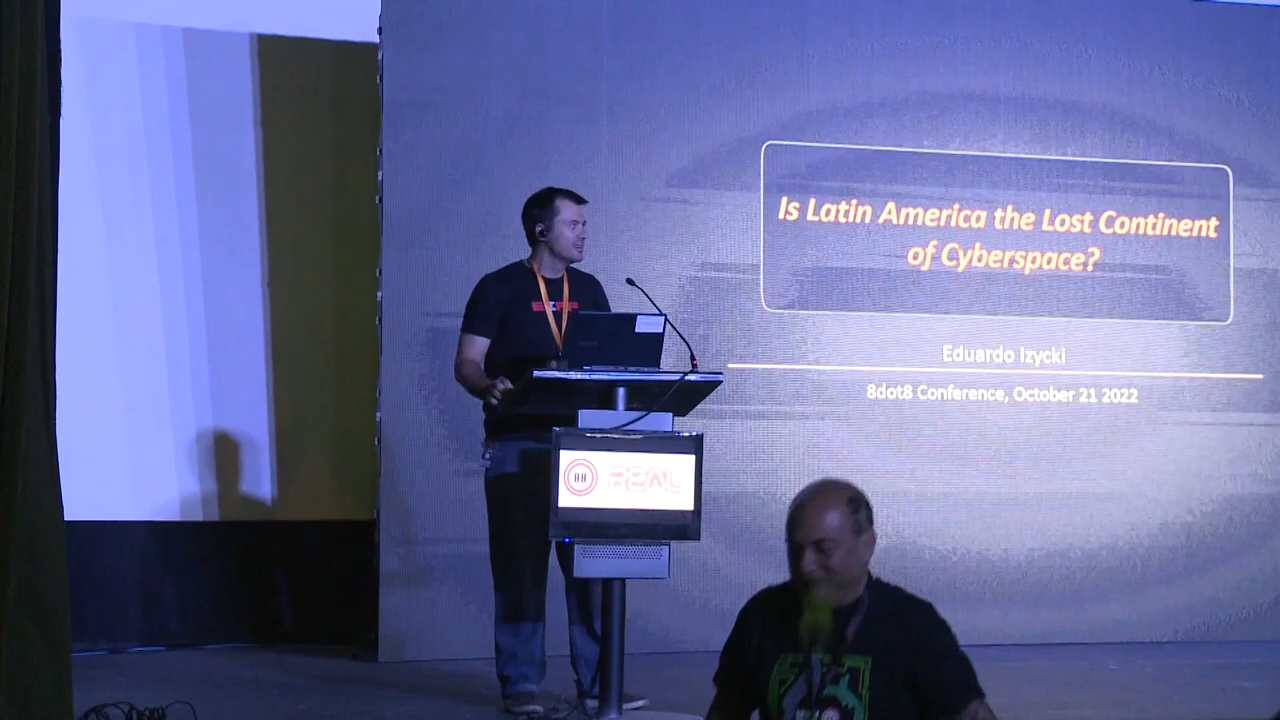 Is Latin America the Lost Continent
of Cyberspace?
Eduardo Izycki
8dot8 Conference, October 21 2022
8.8
REAL